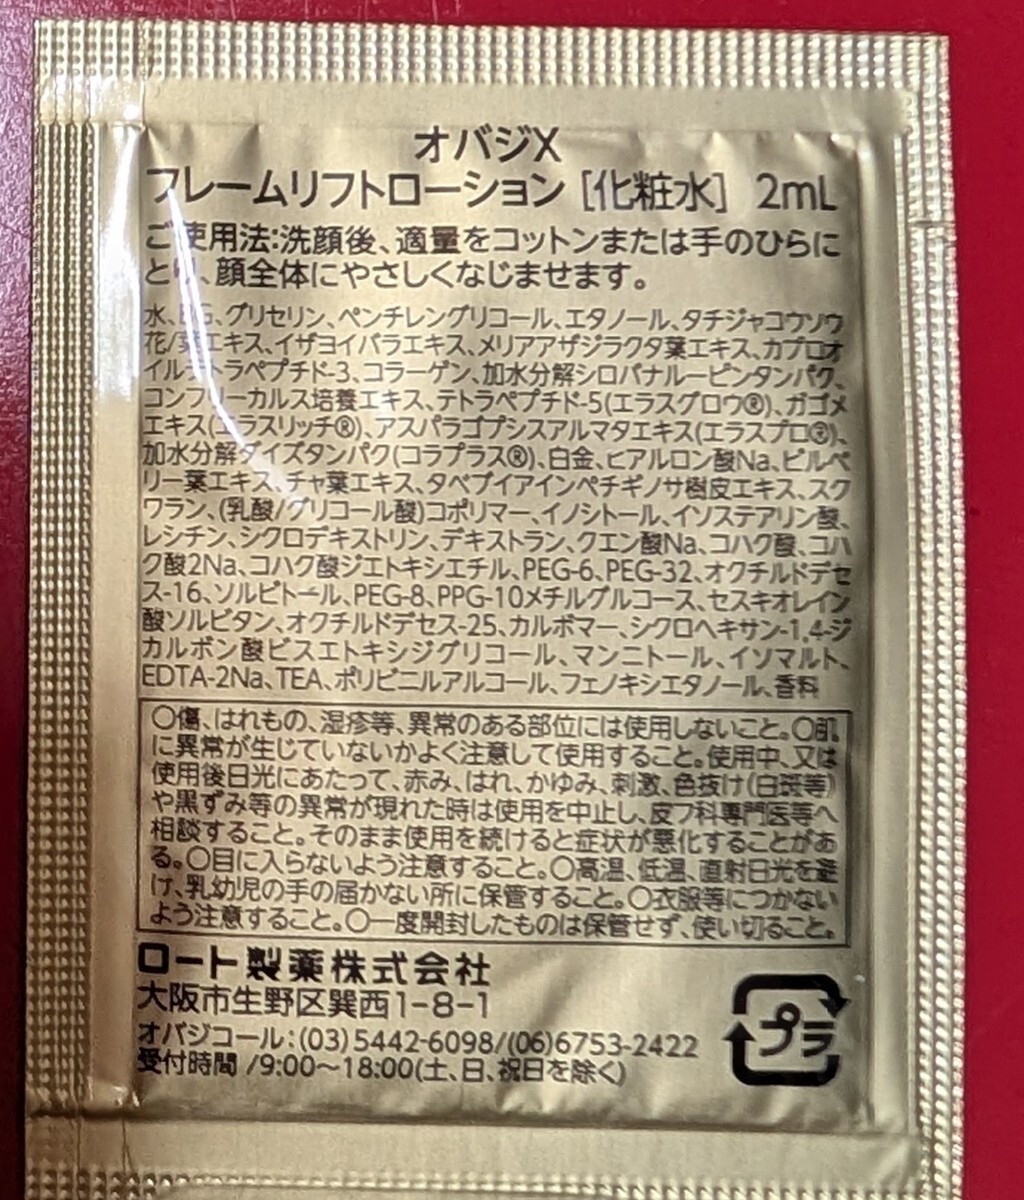 オバジX
フレームリフトローション [化粧水] 2mL
ご使用法:洗顔後、適量をコットンまたは手のひらに
とり、顔全体にやさしくなじませます。
水、BG、グリセリン、ペンチレングリコール、エタノール、タチジャコウソウ
花/葉エキス、イザヨイバラエキス、メリアアザジラクタ葉エキス、カプロオ
イルテトラペプチド-3、コラーゲン、加水分解シロバナルーピンタンパク、
コンフリーカルス培養エキス、テトラペプチド-5(エラスグロウ®)、ガゴメ
エキス(エラスリッチ®)、アスパラゴプシスアルマタエキス(エラスプロ®)、
加水分解ダイズタンパク(コラプラス®)、白金、ヒアルロン酸Na、ビルベ
リー葉エキス、チャ葉エキス、タベブイアインペチギノサ樹皮エキス、スク
ワラン、(乳酸/グリコール酸)コポリマー、イノシトール、イソステアリン酸、
レシチン、シクロデキストリン、デキストラン、クエン酸Na、コハク酸、コハ
ク酸2Na、コハク酸ジエトキシエチル、PEG-6、PEG-32、オクチルドデセ
ス-16、ソルビトール、PEG-8、PPG-10メチルグルコース、セスキオレイン
酸ソルビタン、オクチルドデセス-25、カルボマー、シクロヘキサン-1,4-ジ
カルボン酸ビスエトキシジグリコール、マンニトール、イソマルト、
EDTA-2Na、TEA、ポリビニルアルコール、フェノキシエタノール、香料
○傷、はれもの、湿疹等、異常のある部位には使用しないこと。○肌
に異常が生じていないかよく注意して使用すること。使用中、又は
使用後日光にあたって、赤み、はれ、かゆみ、刺激、色抜け(白斑等)
や黒ずみ等の異常が現れた時は使用を中止し、皮フ科専門医等へ
相談すること。そのまま使用を続けると症状が悪化することがあ
る。○目に入らないよう注意すること。○高温、低温、直射日光を避
け、乳幼児の手の届かない所に保管すること。○衣服等につかない
よう注意すること。○一度開封したものは保管せず、使い切ること。
ロート製薬株式会社
大阪市生野区巽西1-8-1
オバジコール:(03)5442-6098/(06)6753-2422
受付時間/9:00~18:00(土、日、祝日を除く)
プラ